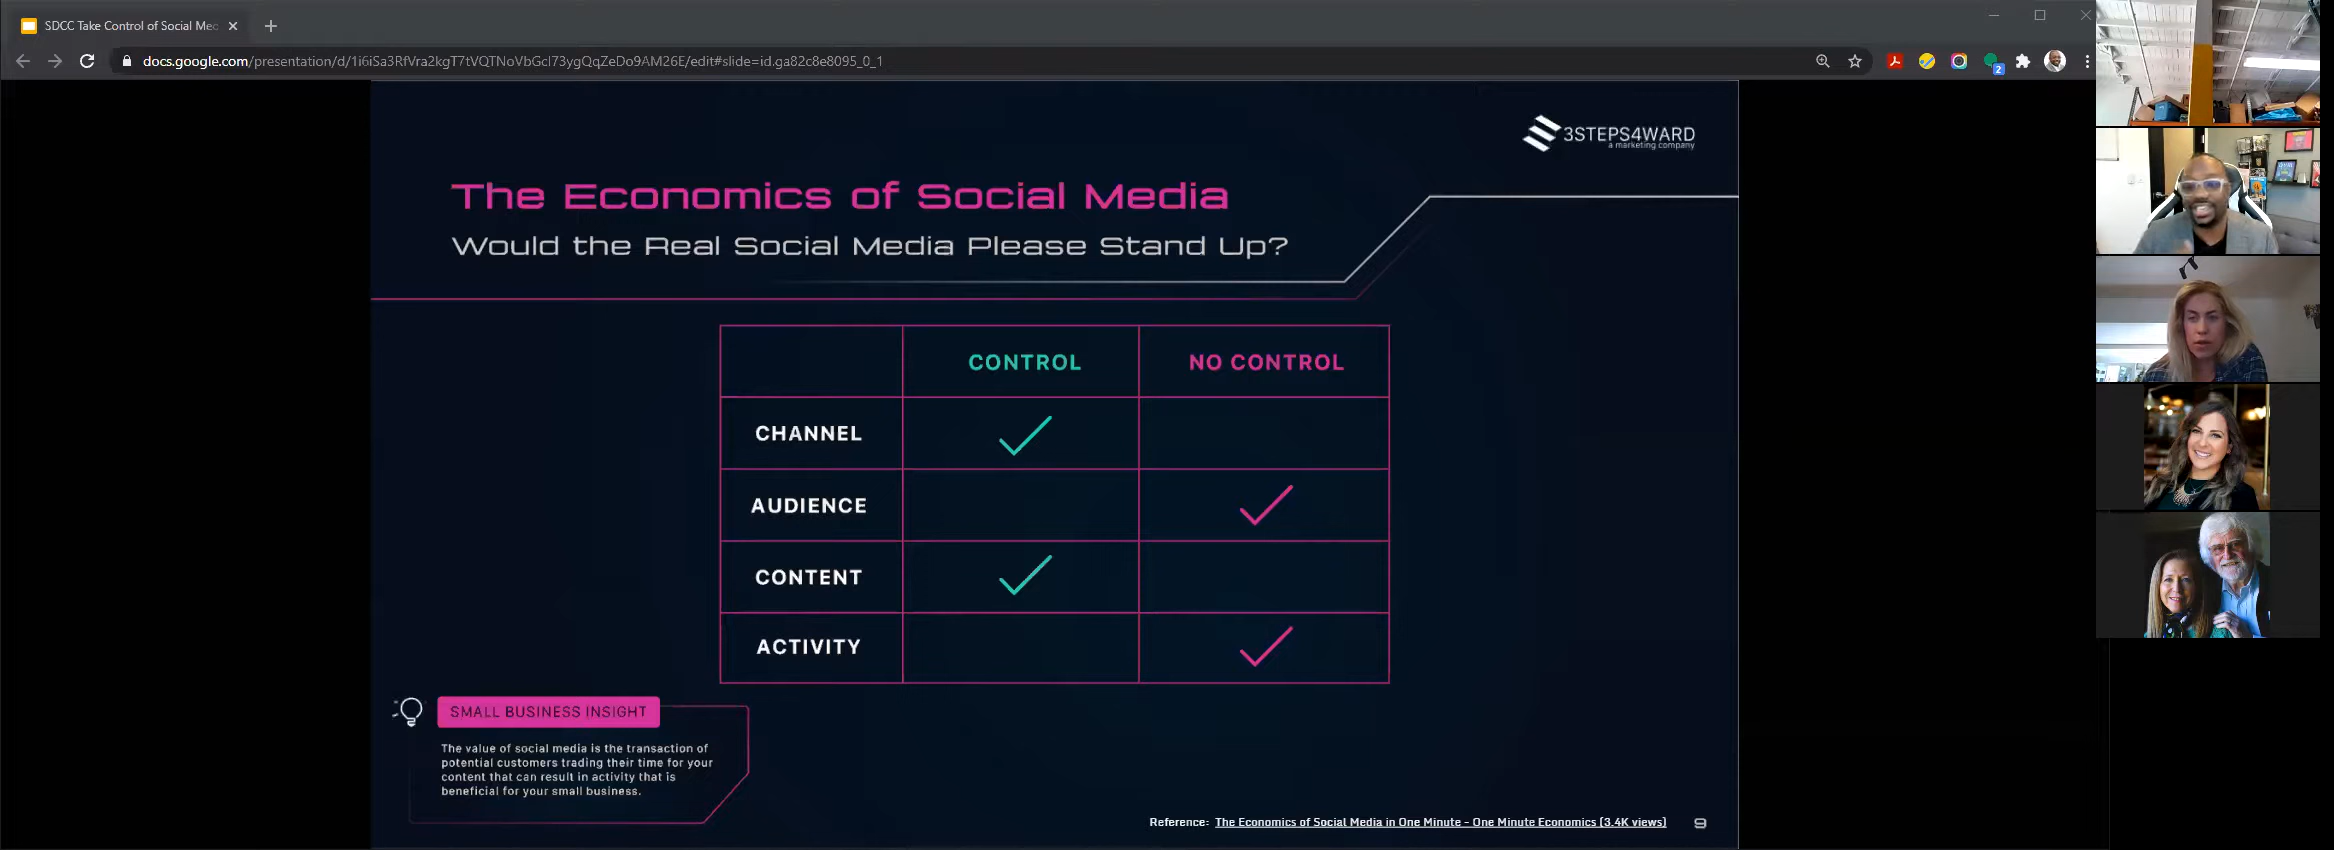 SDCC Take Control of Social Med
docs.google.com/presentation/d/1i6iSa3RfVra2kgT7tVQTNoVbGcl73ygQqZeDo9AM26E/edit#slide=id.ga82c8e8095_0_1
2
3STEPS4WARD
a marketing company
The Economics of Social Media
Would the Real Social Media Please Stand Up?
CONTROL NO CONTROL
CHANNEL
AUDIENCE
CONTENT
ACTIVITY
SMALL BUSINESS INSIGHT
The value of social media is the transaction of
potential customers trading their time for your
content that can result in activity that is
beneficial for your small business.
Reference: The Economics of Social Media in One Minute - One Minute Economics (3.4K views)
9